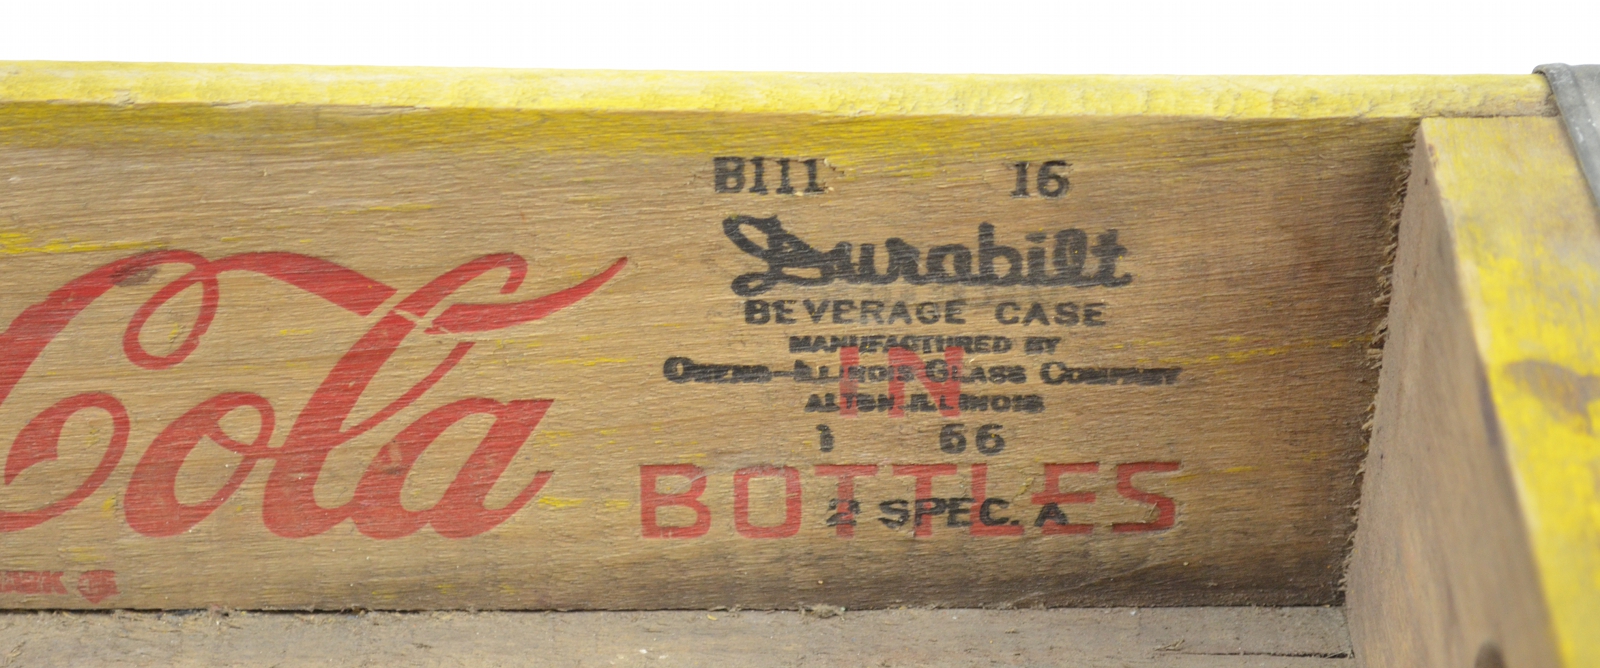 Cola
B111 16
Durabilt
BEVERAGE CASE
MANUFACTURED BY
OWENS-ILLINOIS GLASS COMPANY
ALTON, ILLINOIS
IN
1 66
BOTTLES
2 SPEC. A